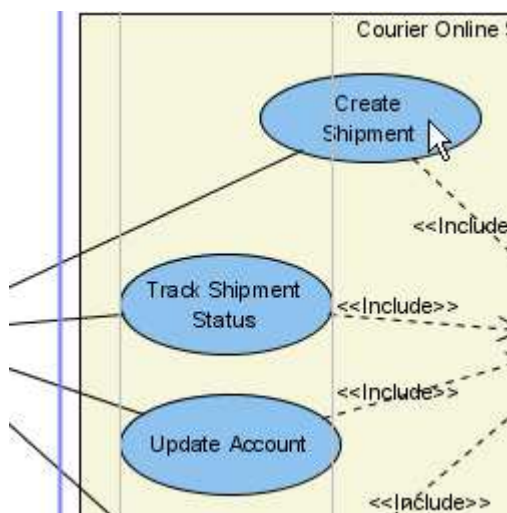 Courier Online
Create
Shipment
<<Include
Track Shipment
Status
<<Include>>
<<Include>>
Update Account
<<Include>>